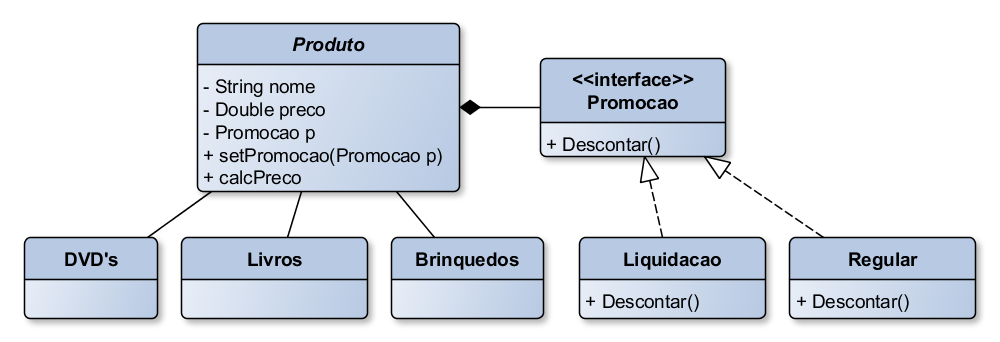 Produto
- String nome
- Double preco
- Promocao p
+ setPromocao(Promocao p)
+ calcPreco
<<interface>>
Promocao
+ Descontar()
DVD's
Livros
Brinquedos
Liquidacao
+ Descontar()
Regular
+ Descontar()